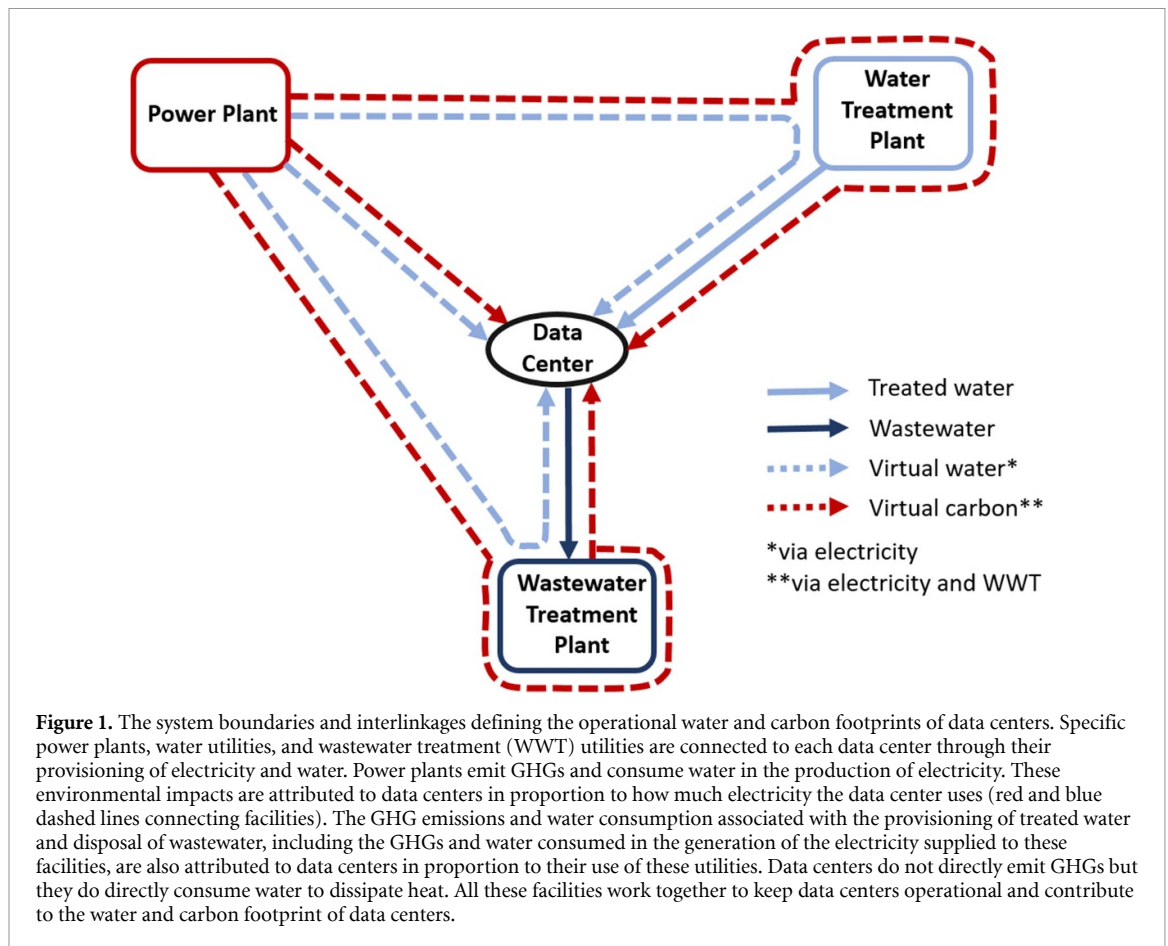 Power Plant
Water
Treatment
Plant
Data
Center
Treated water
Wastewater
Virtual water*
Virtual carbon**
*via electricity
**via electricity and WWT
Wastewater
Treatment
Plant
Figure 1. The system boundaries and interlinkages defining the operational water and carbon footprints of data centers. Specific
power plants, water utilities, and wastewater treatment (WWT) utilities are connected to each data center through their
provisioning of electricity and water. Power plants emit GHGs and consume water in the production of electricity. These
environmental impacts are attributed to data centers in proportion to how much electricity the data center uses (red and blue
dashed lines connecting facilities). The GHG emissions and water consumption associated with the provisioning of treated water
and disposal of wastewater, including the GHGs and water consumed in the generation of the electricity supplied to these
facilities, are also attributed to data centers in proportion to their use of these utilities. Data centers do not directly emit GHGs but
they do directly consume water to dissipate heat. All these facilities work together to keep data centers operational and contribute
to the water and carbon footprint of data centers.